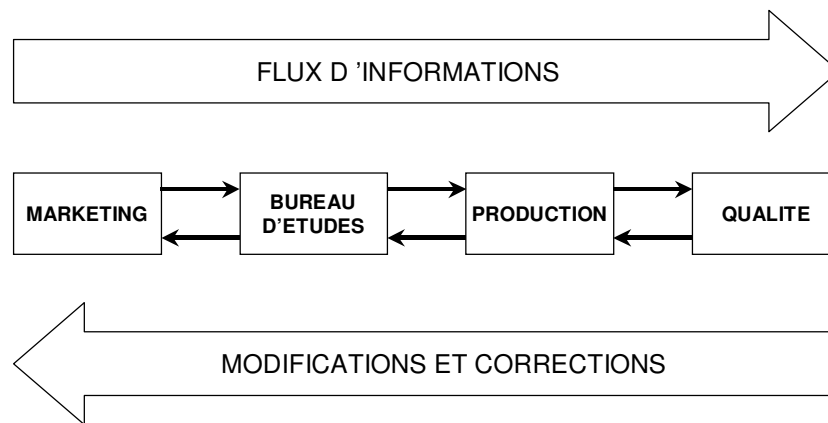 FLUX D 'INFORMATIONS
MARKETING
BUREAU
D'ETUDES
PRODUCTION
QUALITE
MODIFICATIONS ET CORRECTIONS